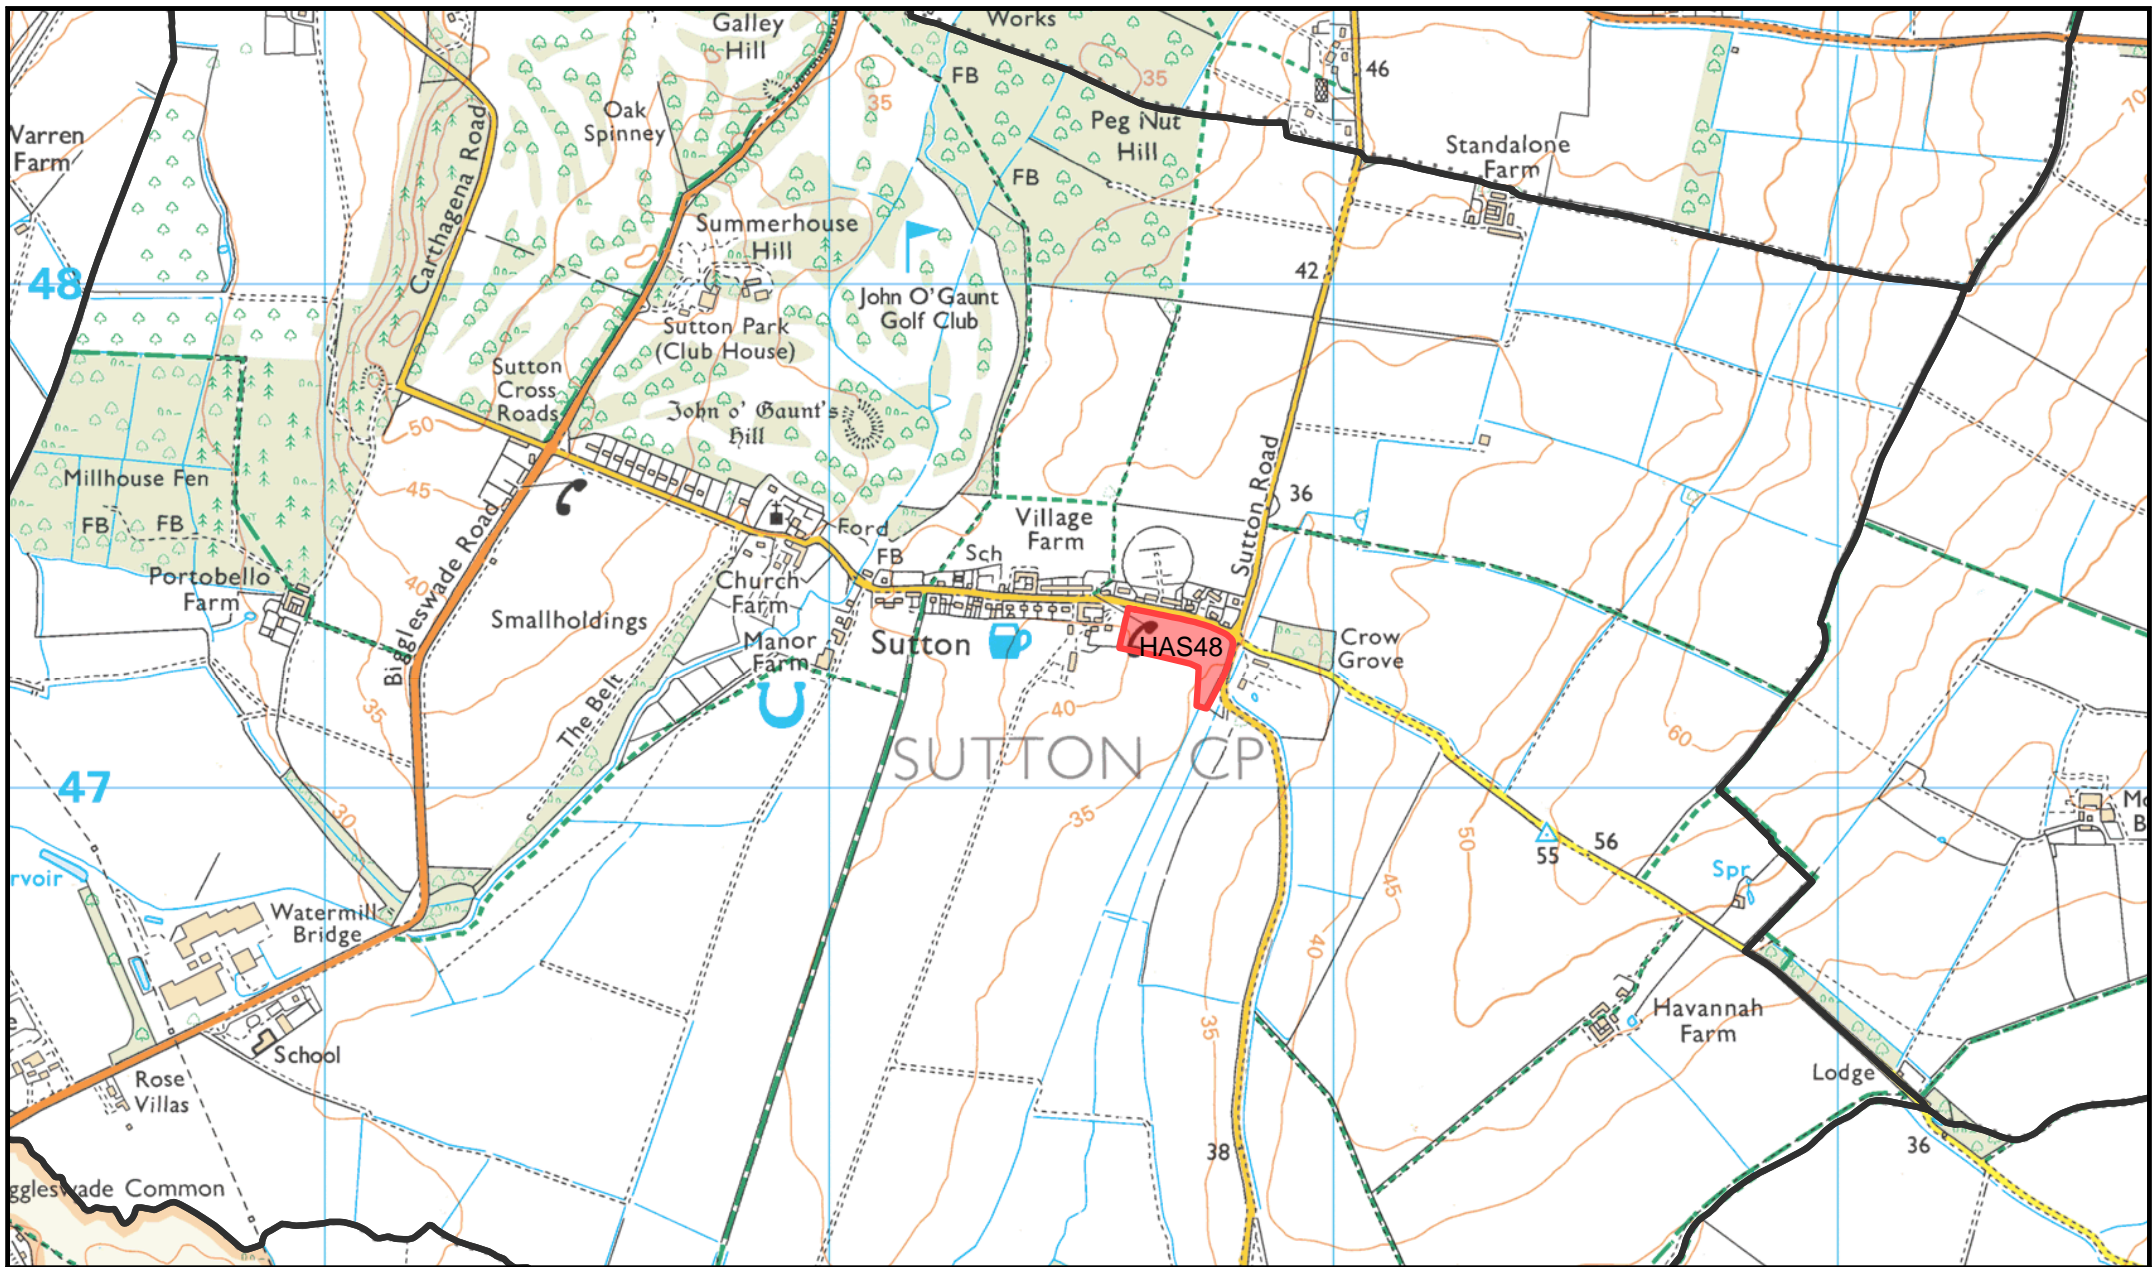 Galley
Hill
Works
FB
35
35
46
70
Oak
Spinney
Peg Nut
Hill
Standalone
Farm
Warren
Farm
Carthagena Road
FB
Summerhouse
Hill
48
42
John O'Gaunt
Golf Club
Sutton Park
(Club House)
Sutton
Cross
Roads
John o' Gaunt's
Hill
50
45
Millhouse Fen
FB
FB
Sutton Road
36
Ford
FB
Sch
Village
Farm
Biggleswade Road
40
Portobello
Farm
Church
Farm
Smallholdings
Manor
Farm
Sutton
HAS48
Crow
Grove
35
The Belt
40
60
SUTTON CP
47
30
35
50
55
56
Spr
45
Watermill
Bridge
40
35
Havannah
Farm
School
Rose
Villas
Lodge
38
36